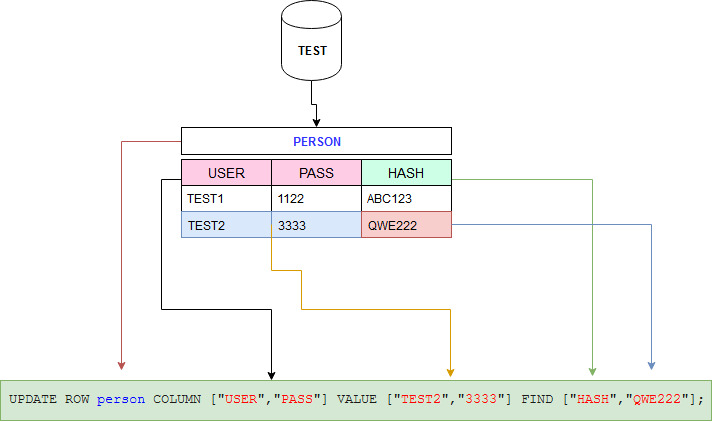 TEST
PERSON
USER PASS HASH
TEST1 1122 ABC123
TEST2 3333 QWE222
UPDATE ROW person COLUMN ["USER","PASS"] VALUE ["TEST2","3333"] FIND ["HASH","QWE222"];